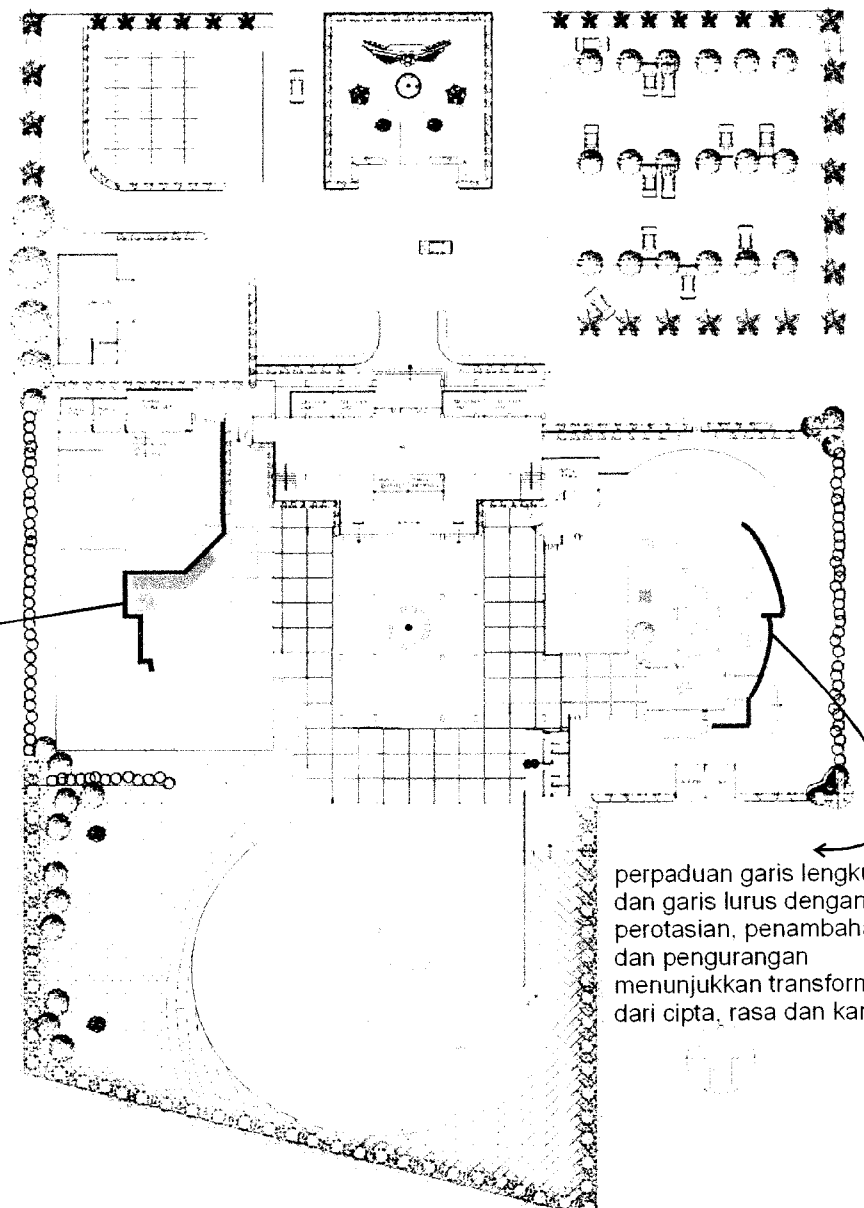 perpaduan garis lengku
dan garis lurus dengan
perotasian, penambaha
dan pengurangan
menunjukkan transform
dari cipta, rasa dan kar